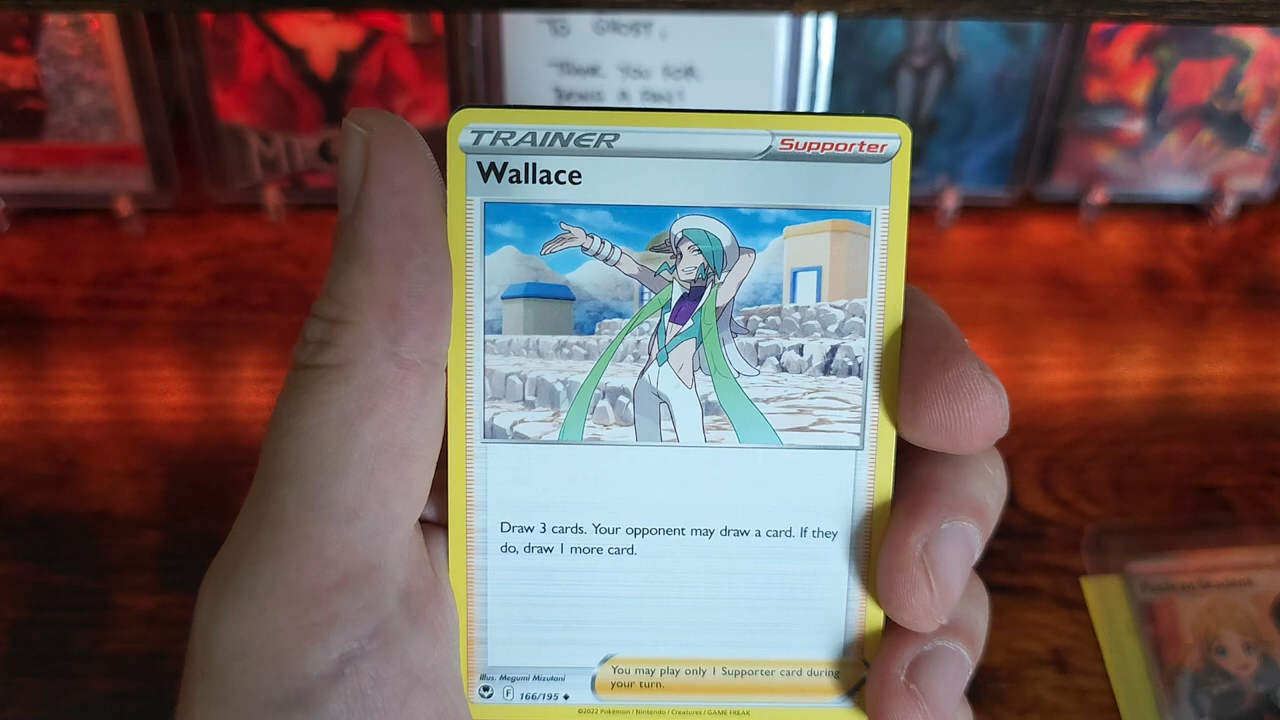 TO GHOST,
THANK YOU FOR
TRAINER
Supporter
Wallace
Draw 3 cards. Your opponent may draw a card. If they
do, draw 1 more card.
You may play only 1 Supporter card during
your turn.
Illus. Megumi Mizutani
F 166/195
©2022 Pokémon / Nintendo / Creatures / GAME FREAK
Student